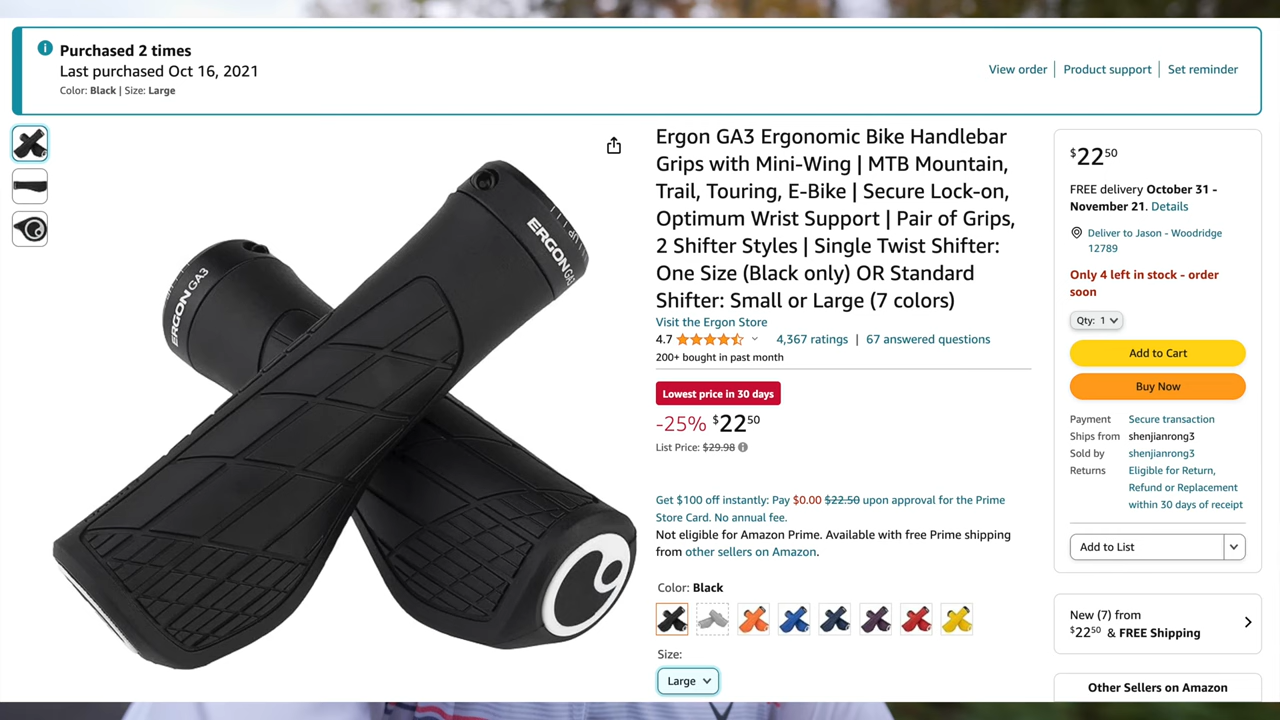 Purchased 2 times
Last purchased Oct 16, 2021
Color: Black | Size: Large
View order
Product support
Set reminder
ERGON GA3
ERGON GA3
UP
Ergon GA3 Ergonomic Bike Handlebar
Grips with Mini-Wing | MTB Mountain,
Trail, Touring, E-Bike | Secure Lock-on,
Optimum Wrist Support | Pair of Grips,
2 Shifter Styles | Single Twist Shifter:
One Size (Black only) OR Standard
Shifter: Small or Large (7 colors)
Visit the Ergon Store
4.7 4,367 ratings | 67 answered questions
200+ bought in past month
Lowest price in 30 days
-25% $22 50
List Price: $29.98
Get $100 off instantly: Pay $0.00 $22.50 upon approval for the Prime
Store Card. No annual fee.
Not eligible for Amazon Prime. Available with free Prime shipping
from other sellers on Amazon.
Color: Black
Size:
Large
$22 50
FREE delivery October 31 -
November 21. Details
Deliver to Jason - Woodridge
12789
Only 4 left in stock - order
soon
Qty: 1
Add to Cart
Buy Now
Payment Secure transaction
Ships from shenjianrong3
Sold by shenjianrong3
Returns Eligible for Return,
Refund or Replacement
within 30 days of receipt
Add to List
New (7) from
$22 50 & FREE Shipping
Other Sellers on Amazon